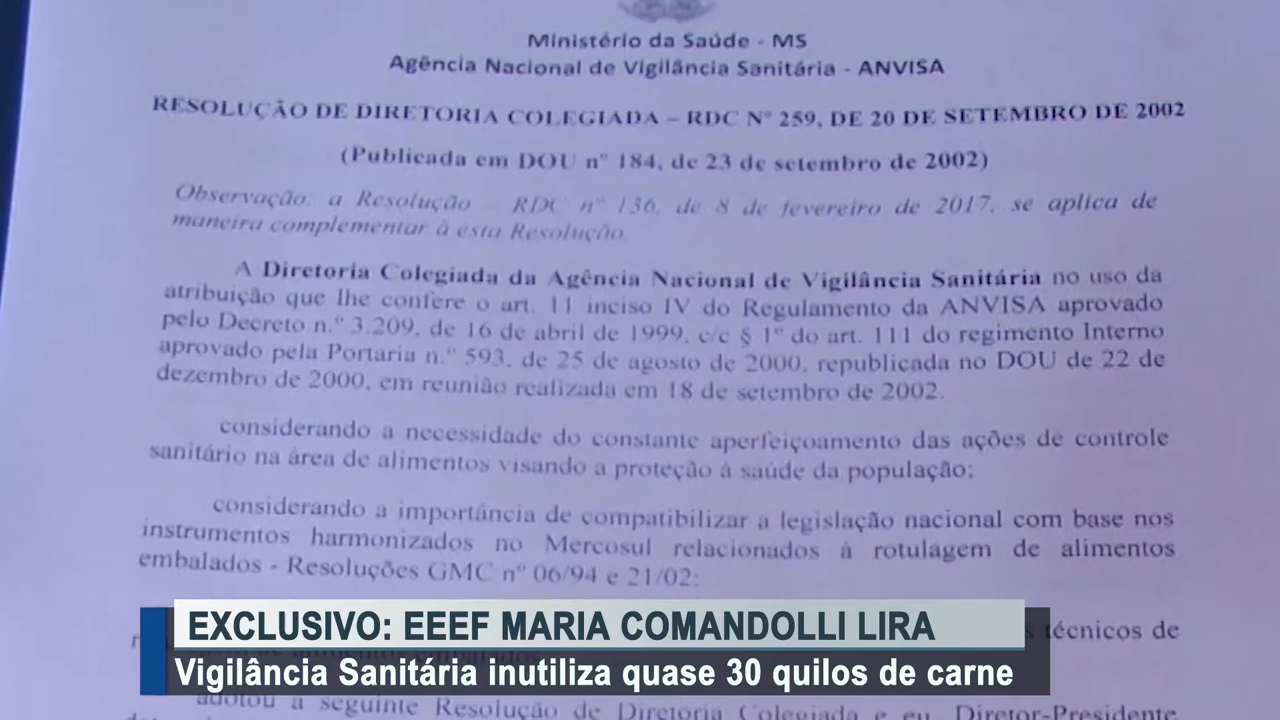 Ministério da Saúde - MS
Agência Nacional de Vigilância Sanitária - ANVISA
RESOLUÇÃO DE DIRETORIA COLEGIADA – RDC Nº 259, DE 20 DE SETEMBRO DE 2002
(Publicada em DOU nº 184, de 23 de setembro de 2002)
Observação: a Resolução – RDC nº 136, de 8 de fevereiro de 2017, se aplica de
maneira complementar à esta Resolução.
A Diretoria Colegiada da Agência Nacional de Vigilância Sanitária no uso da
atribuição que lhe confere o art. 11 inciso IV do Regulamento da ANVISA aprovado
pelo Decreto n.º 3.209, de 16 de abril de 1999, c/c § 1º do art. 111 do regimento Interno
aprovado pela Portaria n.º 593, de 25 de agosto de 2000, republicada no DOU de 22 de
dezembro de 2000, em reunião realizada em 18 de setembro de 2002.
considerando a necessidade do constante aperfeiçoamento das ações de controle
sanitário na área de alimentos visando a proteção á saúde da população;
considerando a importância de compatibilizar a legislação nacional com base nos
instrumentos harmonizados no Mercosul relacionados à rotulagem de alimentos
embalados - Resoluções GMC nº 06/94 e 21/02;
técnicos de
EXCLUSIVO: EEEF MARIA COMANDOLLI LIRA
Vigilância Sanitária inutiliza quase 30 quilos de carne
adotou a seguinte Resolução de Diretoria Colegiada e eu, Diretor-Presidente